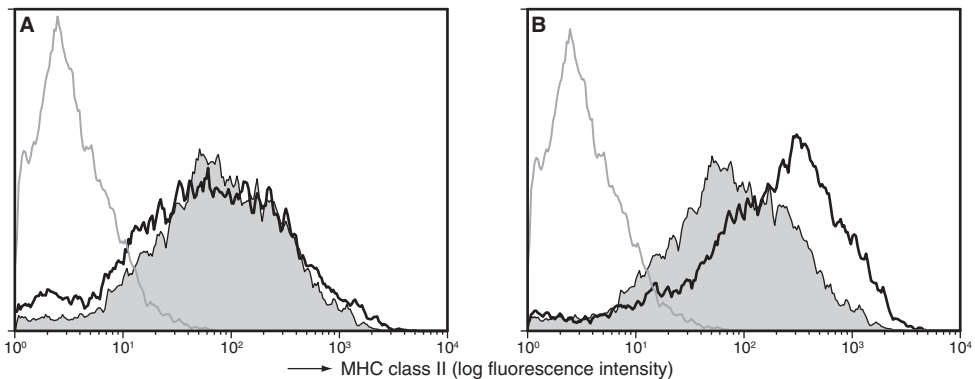 A
B
10⁰ 10¹ 10² 10³ 10⁴
10⁰ 10¹ 10² 10³ 10⁴
MHC class II (log fluorescence intensity)